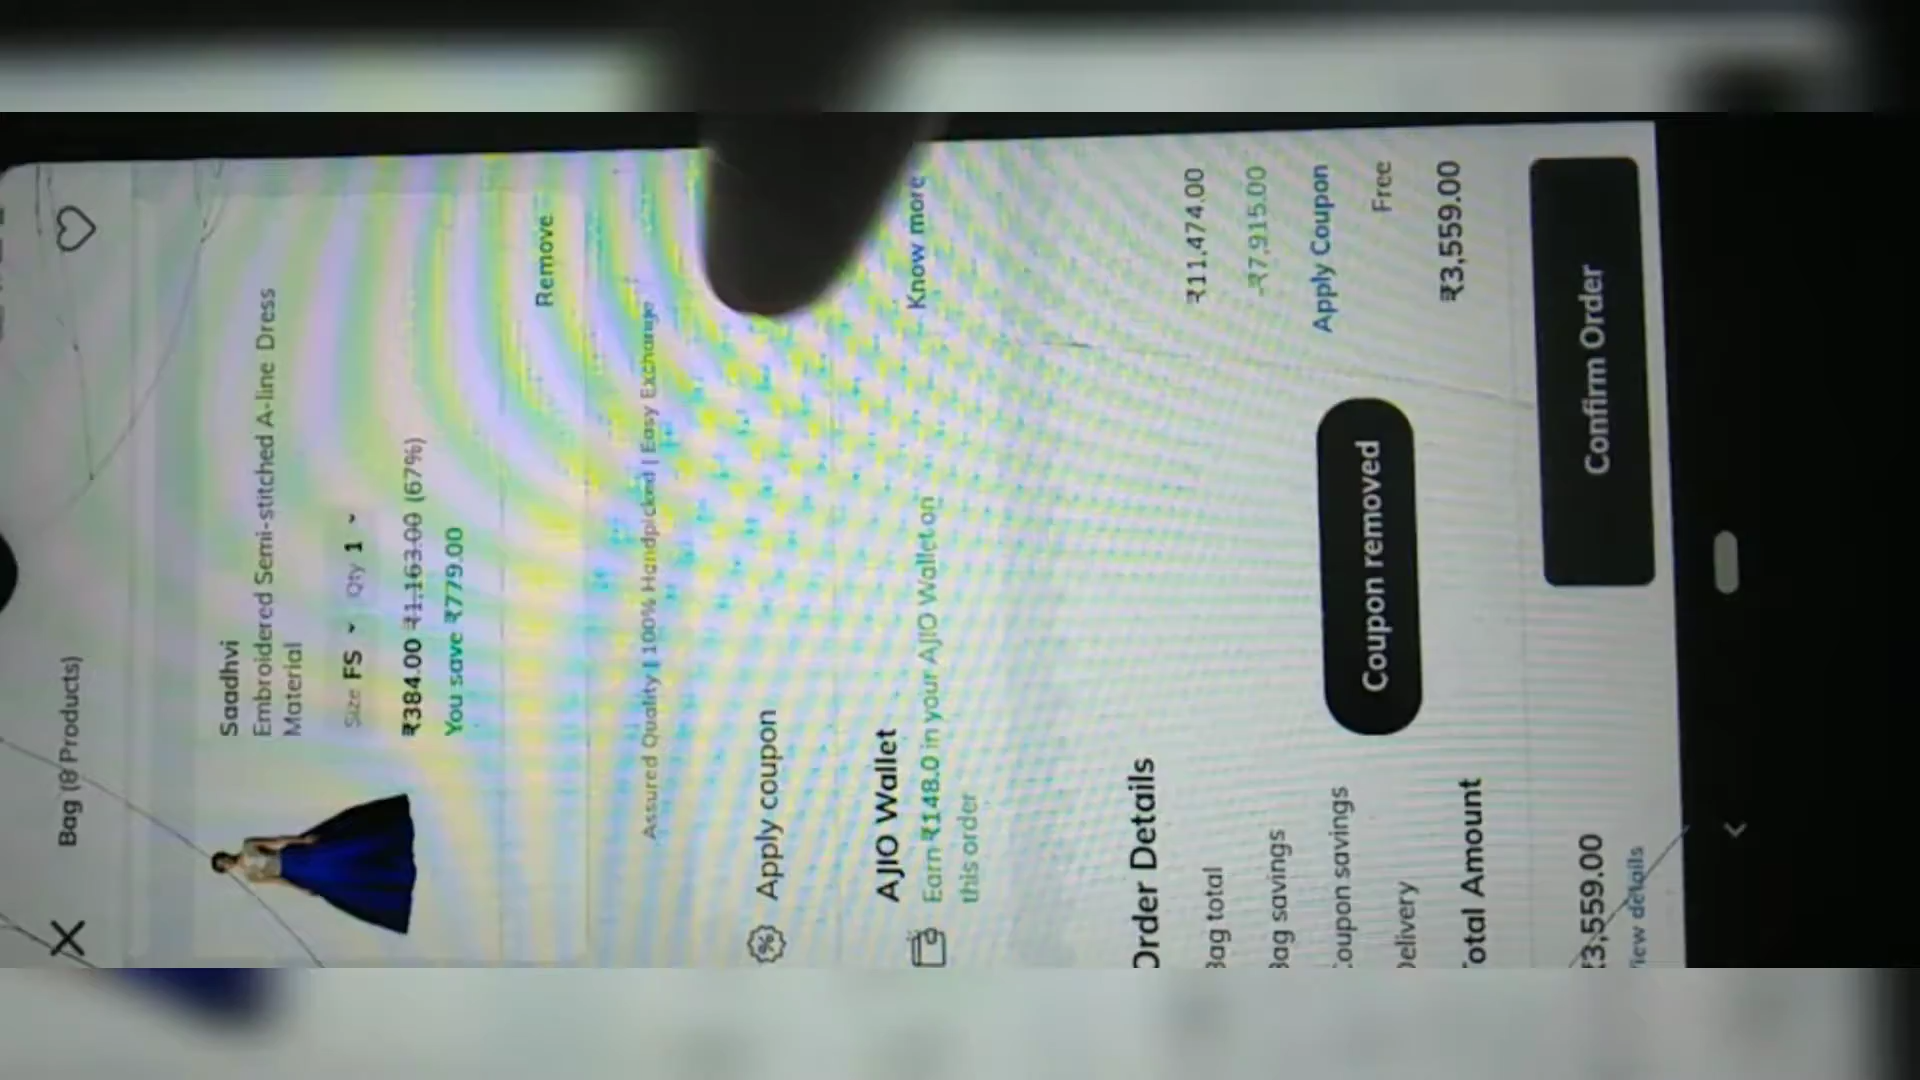 Bag (8 Products)
Saadhvi
Embroidered Semi-stitched A-line Dress
Material
Size FS Qty 1
₹384.00 ₹1,163.00 (67%)
You save ₹779.00
Remove
Assured Quality | 100% Handpicked | Easy Exchange
Apply coupon
AJIO Wallet
Know more
Earn ₹148.0 in your AJIO Wallet on
this order
Order Details
Bag total ₹11,474.00
Bag savings -₹7,915.00
Coupon savings Apply Coupon
Delivery Free
Coupon removed
Total Amount ₹3,559.00
₹3,559.00
View details
Confirm Order